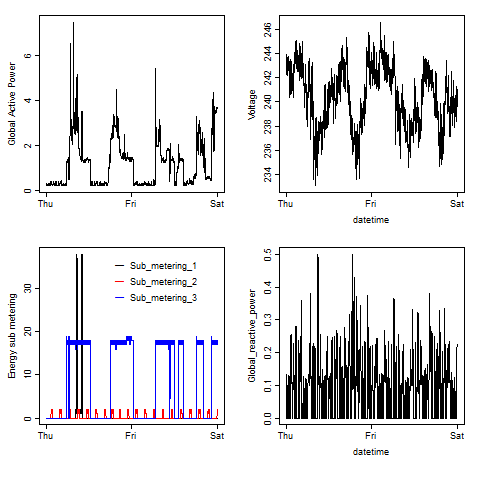 Global Active Power
6
4
2
0
Thu
Fri
Sat
Voltage
246
244
242
240
238
236
234
Thu
Fri
Sat
datetime
Energy sub metering
30
20
10
0
Sub_metering_1
Sub_metering_2
Sub_metering_3
Thu
Fri
Sat
Global_reactive_power
0.5
0.4
0.3
0.2
0.1
0.0
Thu
Fri
Sat
datetime